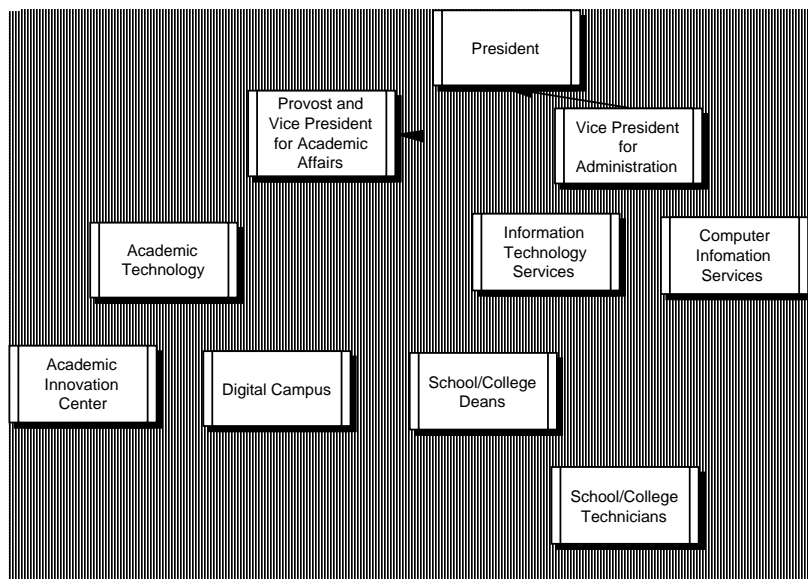 President
Provost and
Vice President
for Academic
Affairs
Vice President
for
Administration
Academic
Technology
Information
Technology
Services
Computer
Infomation
Services
Academic
Innovation
Center
Digital Campus
School/College
Deans
School/College
Technicians